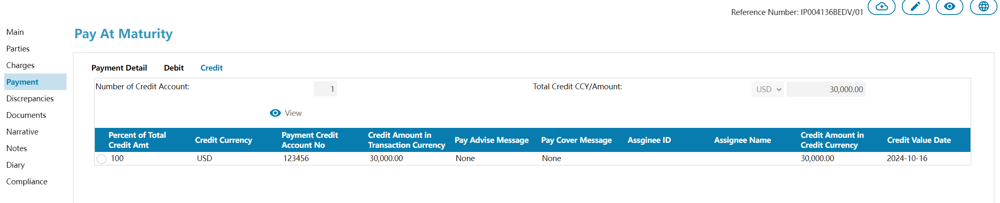 Reference Number: IP004136BEDV/01
Main
Parties
Charges
Payment
Discrepancies
Documents
Narrative
Notes
Diary
Compliance
Pay At Maturity
Payment Detail Debit Credit
Number of Credit Account: 1 Total Credit CCY/Amount: USD 30,000.00
View
Percent of Total Credit Amt Credit Currency Payment Credit Account No Credit Amount in Transaction Currency Pay Advise Message Pay Cover Message Assginee ID Assignee Name Credit Amount in Credit Currency Credit Value Date
100 USD 123456 30,000.00 None None 30,000.00 2024-10-16